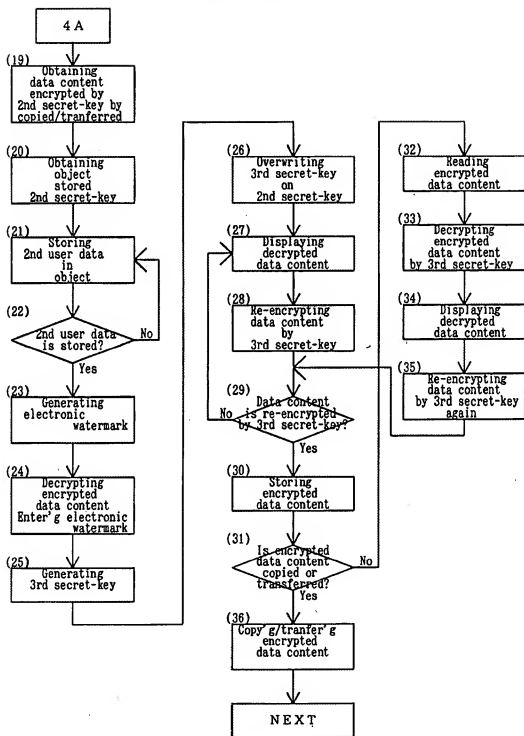 4A
(19)
Obtaining
data content
encrypted by
2nd secret-key by
copied/tranferred
(20)
Obtaining
object
stored
2nd secret-key
(21)
Storing
2nd user data
in
object
(22)
2nd user data
is stored?
No
Yes
(23)
Generating
electronic
watermark
(24)
Decrypting
encrypted
data content
Enter'g electronic
watermark
(25)
Generating
3rd secret-key
(26)
Overwriting
3rd secret-key
on
2nd secret-key
(27)
Displaying
decrypted
data content
(28)
Re-encrypting
data content
by
3rd secret-key
(29)
Data content
is re-encrypted
by 3rd secret-key?
No
Yes
(30)
Storing
encrypted
data content
(31)
Is encrypted
data content
copied or
transferred?
No
Yes
(36)
Copy'g/tranfer'g
encrypted
data content
NEXT
(32)
Reading
encrypted
data content
(33)
Decrypting
encrypted
data content
by 3rd secret-key
(34)
Displaying
decrypted
data content
(35)
Re-encrypting
data content
by 3rd secret-key
again